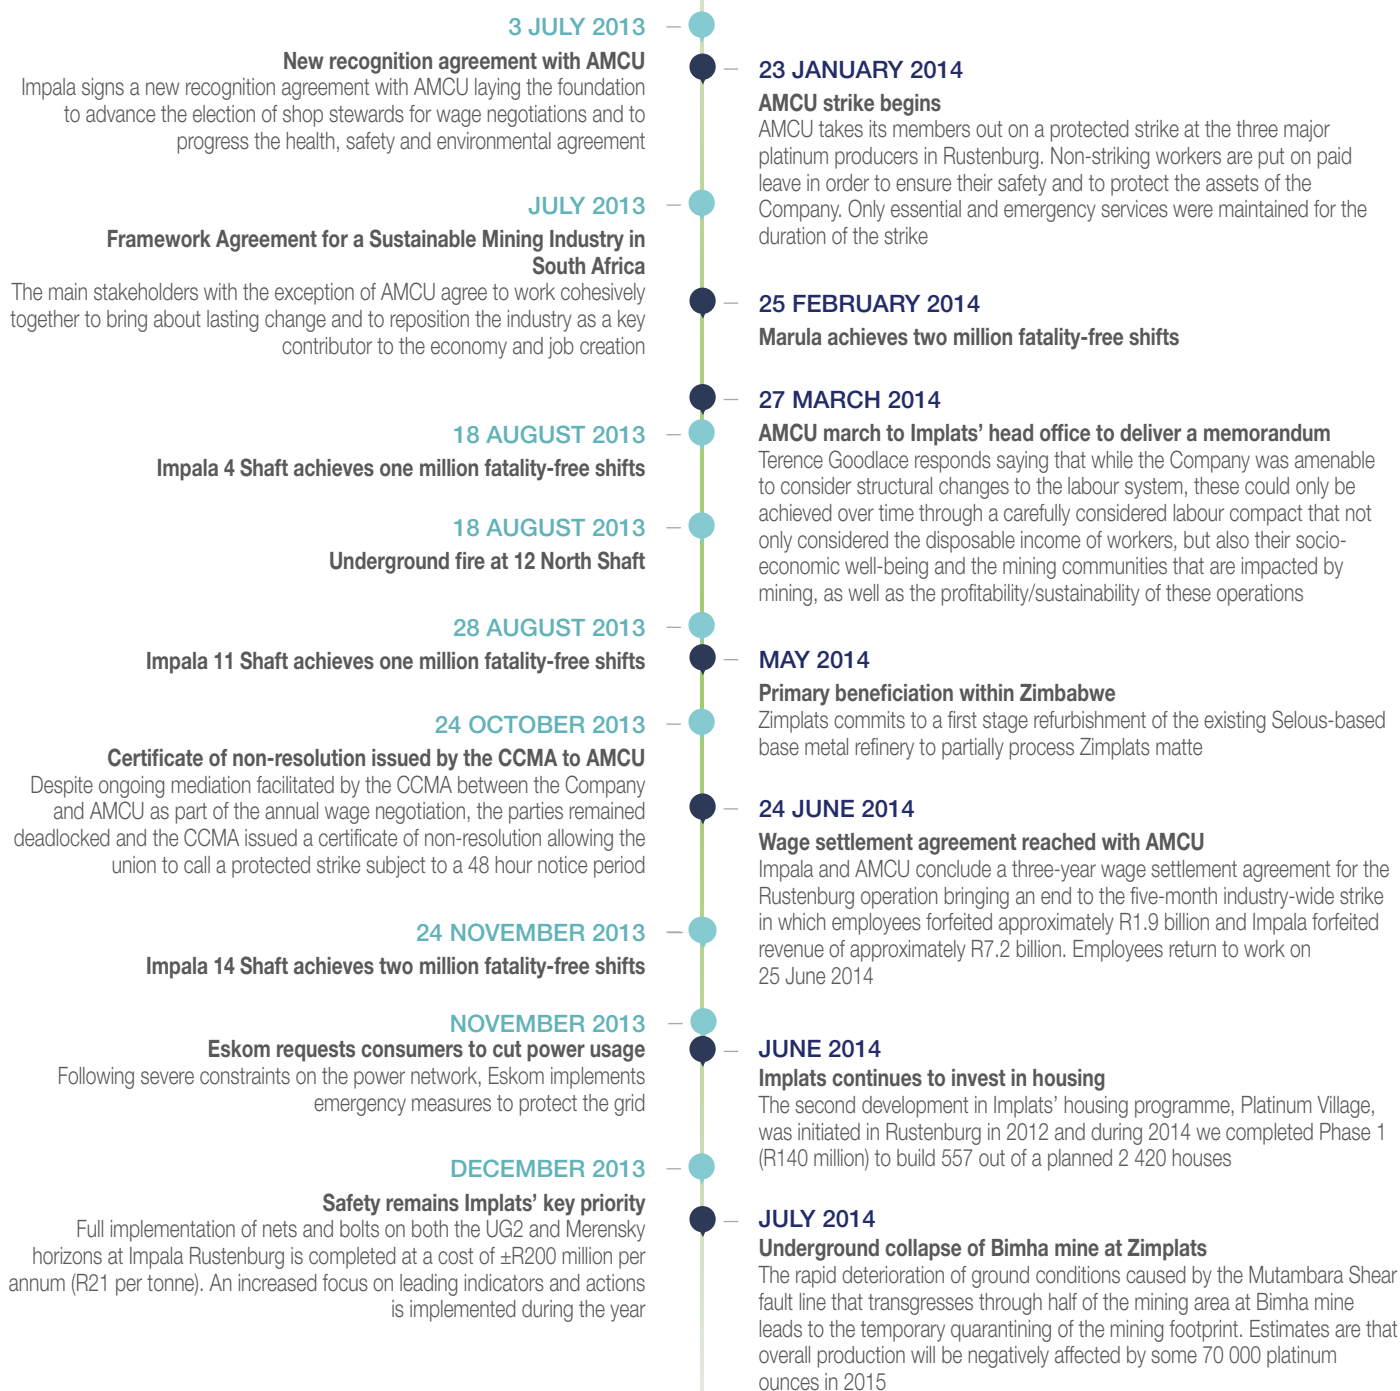 3 JULY 2013
New recognition agreement with AMCU
Impala signs a new recognition agreement with AMCU laying the foundation
to advance the election of shop stewards for wage negotiations and to
progress the health, safety and environmental agreement
JULY 2013
Framework Agreement for a Sustainable Mining Industry in
South Africa
The main stakeholders with the exception of AMCU agree to work cohesively
together to bring about lasting change and to reposition the industry as a key
contributor to the economy and job creation
18 AUGUST 2013
Impala 4 Shaft achieves one million fatality-free shifts
18 AUGUST 2013
Underground fire at 12 North Shaft
28 AUGUST 2013
Impala 11 Shaft achieves one million fatality-free shifts
24 OCTOBER 2013
Certificate of non-resolution issued by the CCMA to AMCU
Despite ongoing mediation facilitated by the CCMA between the Company
and AMCU as part of the annual wage negotiation, the parties remained
deadlocked and the CCMA issued a certificate of non-resolution allowing the
union to call a protected strike subject to a 48 hour notice period
24 NOVEMBER 2013
Impala 14 Shaft achieves two million fatality-free shifts
NOVEMBER 2013
Eskom requests consumers to cut power usage
Following severe constraints on the power network, Eskom implements
emergency measures to protect the grid
DECEMBER 2013
Safety remains Implats’ key priority
Full implementation of nets and bolts on both the UG2 and Merensky
horizons at Impala Rustenburg is completed at a cost of ±R200 million per
annum (R21 per tonne). An increased focus on leading indicators and actions
is implemented during the year
23 JANUARY 2014
AMCU strike begins
AMCU takes its members out on a protected strike at the three major
platinum producers in Rustenburg. Non-striking workers are put on paid
leave in order to ensure their safety and to protect the assets of the
Company. Only essential and emergency services were maintained for the
duration of the strike
25 FEBRUARY 2014
Marula achieves two million fatality-free shifts
27 MARCH 2014
AMCU march to Implats’ head office to deliver a memorandum
Terence Goodlace responds saying that while the Company was amenable
to consider structural changes to the labour system, these could only be
achieved over time through a carefully considered labour compact that not
only considered the disposable income of workers, but also their socio-
economic well-being and the mining communities that are impacted by
mining, as well as the profitability/sustainability of these operations
MAY 2014
Primary beneficiation within Zimbabwe
Zimplats commits to a first stage refurbishment of the existing Selous-based
base metal refinery to partially process Zimplats matte
24 JUNE 2014
Wage settlement agreement reached with AMCU
Impala and AMCU conclude a three-year wage settlement agreement for the
Rustenburg operation bringing an end to the five-month industry-wide strike
in which employees forfeited approximately R1.9 billion and Impala forfeited
revenue of approximately R7.2 billion. Employees return to work on
25 June 2014
JUNE 2014
Implats continues to invest in housing
The second development in Implats’ housing programme, Platinum Village,
was initiated in Rustenburg in 2012 and during 2014 we completed Phase 1
(R140 million) to build 557 out of a planned 2 420 houses
JULY 2014
Underground collapse of Bimha mine at Zimplats
The rapid deterioration of ground conditions caused by the Mutambara Shear
fault line that transgresses through half of the mining area at Bimha mine
leads to the temporary quarantining of the mining footprint. Estimates are that
overall production will be negatively affected by some 70 000 platinum
ounces in 2015